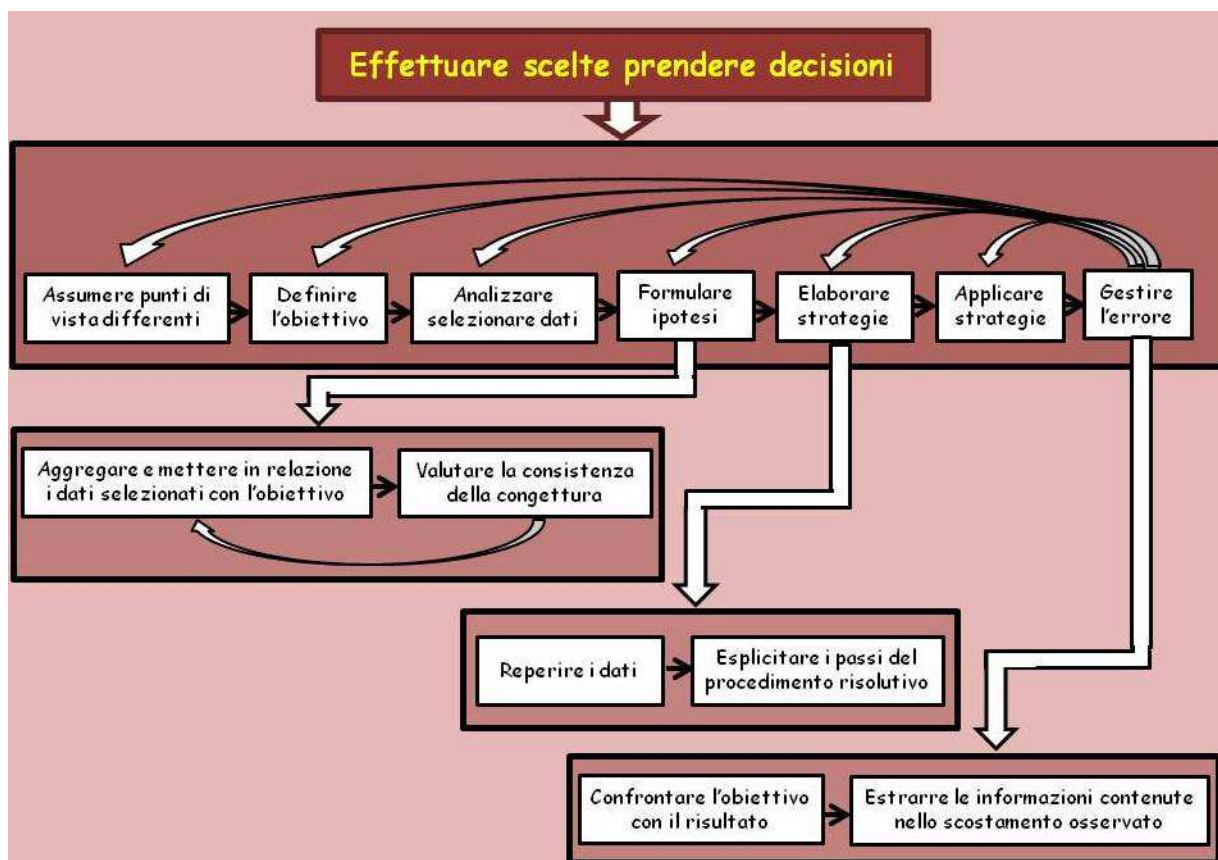 Effettuare scelte prendere decisioni
Assumere punti di
vista differenti
Definire
l'obiettivo
Analizzare
selezionare dati
Formulare
ipotesi
Elaborare
strategie
Applicare
strategie
Gestire
l'errore
Aggregare e mettere in relazione
i dati selezionati con l'obiettivo
Valutare la consistenza
della congettura
Reperire i dati
Esplicitare i passi del
procedimento risolutivo
Confrontare l'obiettivo
con il risultato
Estrarre le informazioni contenute
nello scostamento osservato